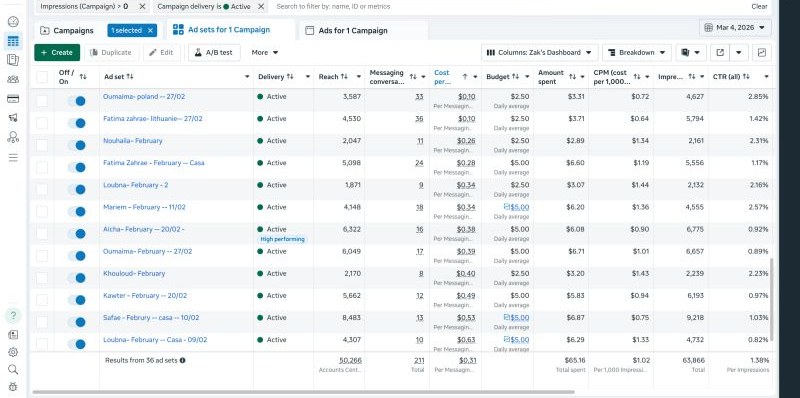 Impressions (Campaign) > 0 Campaign delivery is Active Search to filter by name, ID or metrics Clear
Campaigns 1 selected Ad sets for 1 Campaign Ads for 1 Campaign Mar 4, 2026
+ Create Duplicate Edit A/B test More Columns: Zak's Dashboard Breakdown
Off / On Ad set Delivery Reach Messaging conversa... Cost per... Budget Amount spent CPM (cost per 1,000... Impre... CTR (all)
Oumaima- poland -- 27/02 Active 3,587 33 $0.10 $2.50 $3.31 $0.72 4,627 2.85%
Per Messagin... Daily average
Fatima zahrae- lithuanie-- 27/02 Active 4,530 36 $0.10 $2.50 $3.71 $0.64 5,794 1.42%
Per Messagin... Daily average
Nouhaila- February Active 2,047 11 $0.26 $2.50 $2.89 $1.34 2,161 2.31%
Per Messagin... Daily average
Fatima Zahrae - February -- Casa Active 5,098 24 $0.28 $5.00 $6.60 $1.19 5,556 1.17%
Per Messagin... Daily average
Loubna- February - 2 Active 1,871 9 $0.34 $2.50 $3.07 $1.44 2,132 2.16%
Per Messagin... Daily average
Mariem - February -- 11/02 Active 4,148 18 $0.34 $5.00 $6.20 $1.36 4,555 2.57%
Per Messagin... Daily average
Aicha- February -- 20/02 - Active 6,322 16 $0.38 $5.00 $6.08 $0.90 6,775 0.92%
High performing Per Messagin... Daily average
Oumaima- February -- 27/02 Active 6,049 17 $0.39 $5.00 $6.71 $1.01 6,657 0.89%
Per Messagin... Daily average
Khouloud- February Active 2,170 8 $0.40 $2.50 $3.20 $1.43 2,239 2.23%
Per Messagin... Daily average
Kawter - February -- 20/02 Active 5,662 12 $0.49 $5.00 $5.83 $0.94 6,193 0.97%
Per Messagin... Daily average
Safae - Februry -- casa -- 10/02 Active 8,483 13 $0.53 $5.00 $6.87 $0.75 9,218 1.03%
Per Messagin... Daily average
Loubna- February -- Casa - 09/02 Active 4,307 10 $0.63 $5.00 $6.29 $1.33 4,732 0.82%
Per Messagin... Daily average
Results from 36 ad sets 50,266 211 $0.31 $65.16 $1.02 63,866 1.38%
Accounts Cent... Total Per Messagin... Total spent Per 1,000 Impressi... Total Per Impressions